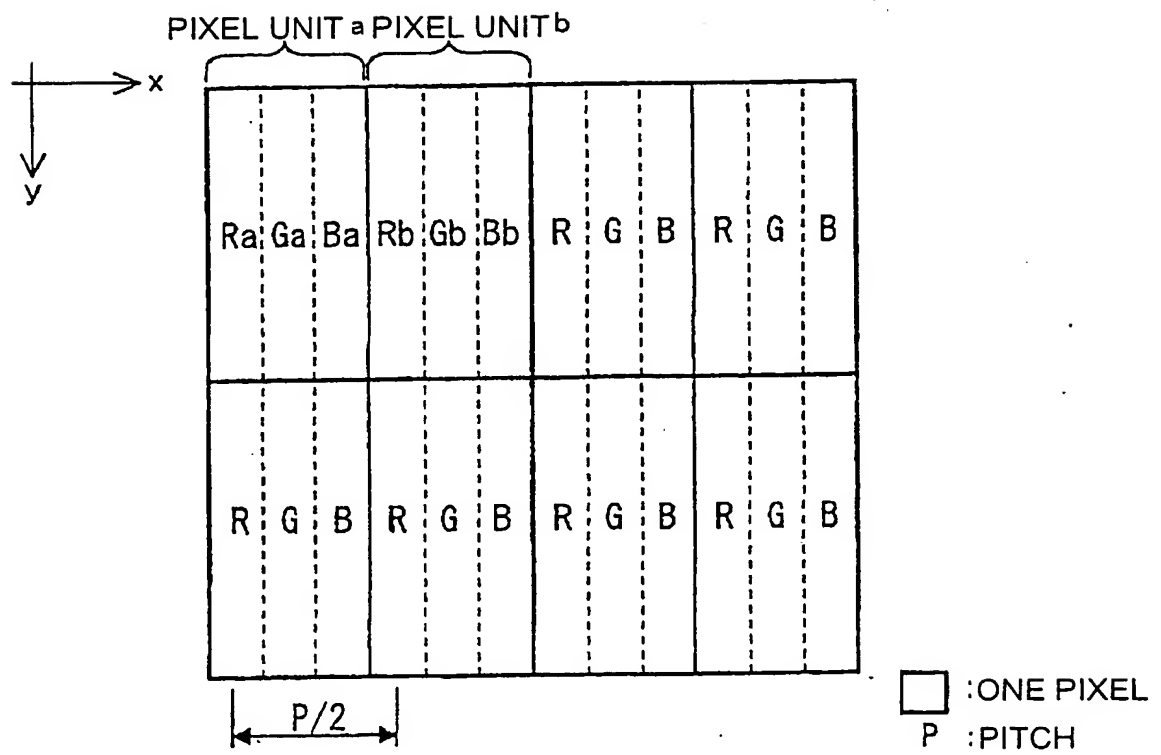 PIXEL UNIT a PIXEL UNIT b
x
y
Ra Ga Ba Rb Gb Bb R G B R G B
R G B R G B R G B R G B
P/2
:ONE PIXEL
P :PITCH